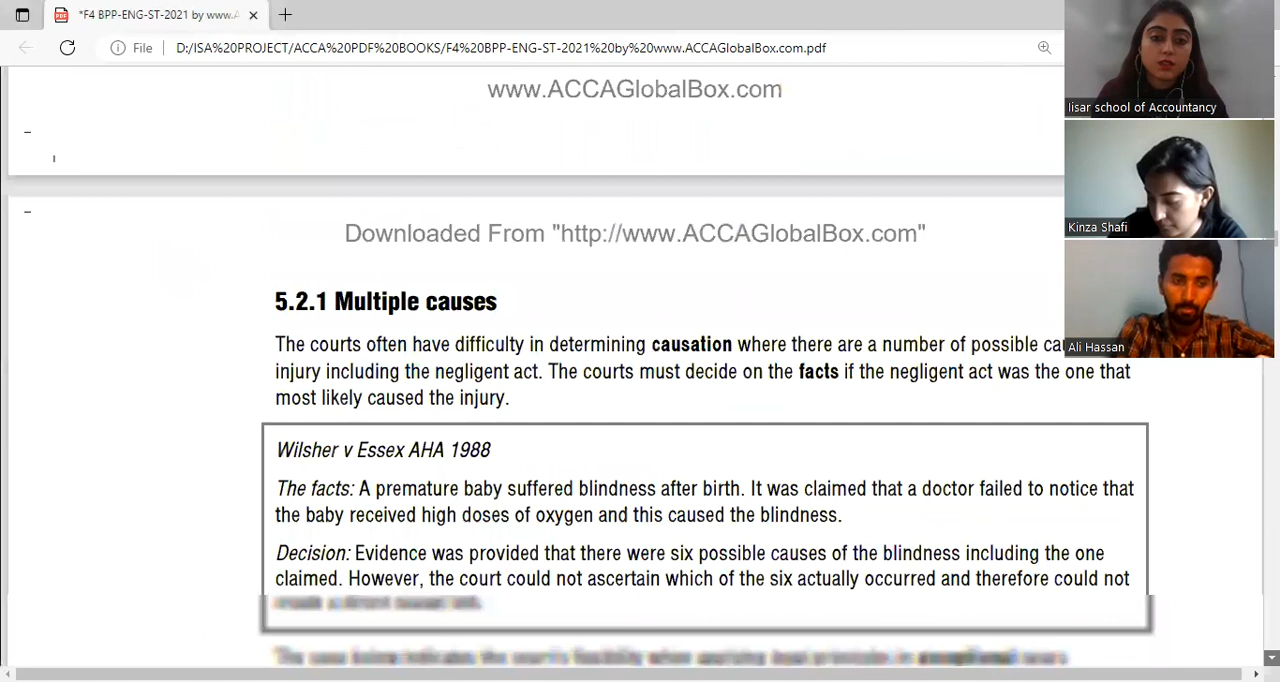 *F4 BPP-ENG-ST-2021 by www.A
File
D:/ISA%20PROJECT/ACCA%20PDF%20BOOKS/F4%20BPP-ENG-ST-2021%20by%20www.ACCAGlobalBox.com.pdf
www.ACCAGlobalBox.com
Downloaded From "http://www.ACCAGlobalBox.com"
5.2.1 Multiple causes
The courts often have difficulty in determining causation where there are a number of possible
injury including the negligent act. The courts must decide on the facts if the negligent act was the one that
most likely caused the injury.
Wilsher v Essex AHA 1988
The facts: A premature baby suffered blindness after birth. It was claimed that a doctor failed to notice that
the baby received high doses of oxygen and this caused the blindness.
Decision: Evidence was provided that there were six possible causes of the blindness including the one
claimed. However, the court could not ascertain which of the six actually occurred and therefore could not
Iisar school of Accountancy
Kinza Shafi
Ali Hassan